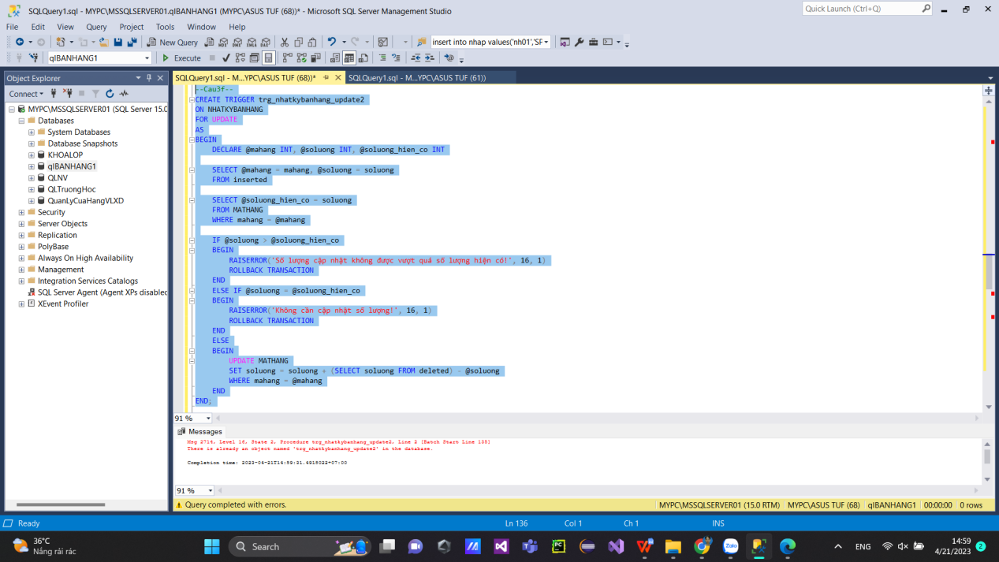 SQLQuery1.sql - MYPC\MSSQLSERVER01.qlBANHANG1 (MYPC\ASUS TUF (68))* - Microsoft SQL Server Management Studio
Quick Launch (Ctrl+Q)
File Edit View Query Project Tools Window Help
New Query
insert into nhap values('nh01','SF
qlBANHANG1
Execute
Object Explorer
SQLQuery1.sql - M...YPC\ASUS TUF (68))*
SQLQuery1.sql - M...YPC\ASUS TUF (61))
Connect
MYPC\MSSQLSERVER01 (SQL Server 15.0
Databases
System Databases
Database Snapshots
KHOALOP
qlBANHANG1
QLNV
QLTruongHoc
QuanLyCuaHangVLXD
Security
Server Objects
Replication
PolyBase
Always On High Availability
Management
Integration Services Catalogs
SQL Server Agent (Agent XPs disabled
XEvent Profiler
--Cau3f--
CREATE TRIGGER trg_nhatkybanhang_update2
ON NHATKYBANHANG
FOR UPDATE
AS
BEGIN
DECLARE @mahang INT, @soluong INT, @soluong_hien_co INT
SELECT @mahang = mahang, @soluong = soluong
FROM inserted
SELECT @soluong_hien_co = soluong
FROM MATHANG
WHERE mahang = @mahang
IF @soluong > @soluong_hien_co
BEGIN
RAISERROR('Số lượng cập nhật không được vượt quá số lượng hiện có!', 16, 1)
ROLLBACK TRANSACTION
END
ELSE IF @soluong = @soluong_hien_co
BEGIN
RAISERROR('Không cần cập nhật số lượng!', 16, 1)
ROLLBACK TRANSACTION
END
ELSE
BEGIN
UPDATE MATHANG
SET soluong = soluong + (SELECT soluong FROM deleted) - @soluong
WHERE mahang = @mahang
END
END;
91 %
Messages
Msg 2714, Level 16, State 2, Procedure trg_nhatkybanhang_update2, Line 2 [Batch Start Line 135]
There is already an object named 'trg_nhatkybanhang_update2' in the database.
Completion time: 2023-04-21T14:59:31.4918022+07:00
91 %
Query completed with errors.
MYPC\MSSQLSERVER01 (15.0 RTM) MYPC\ASUS TUF (68) qlBANHANG1 00:00:00 0 rows
Ready
Ln 136 Col 1 Ch 1 INS
36°C
Nắng rải rác
Search
Zalo
ENG
14:59
4/21/2023
2